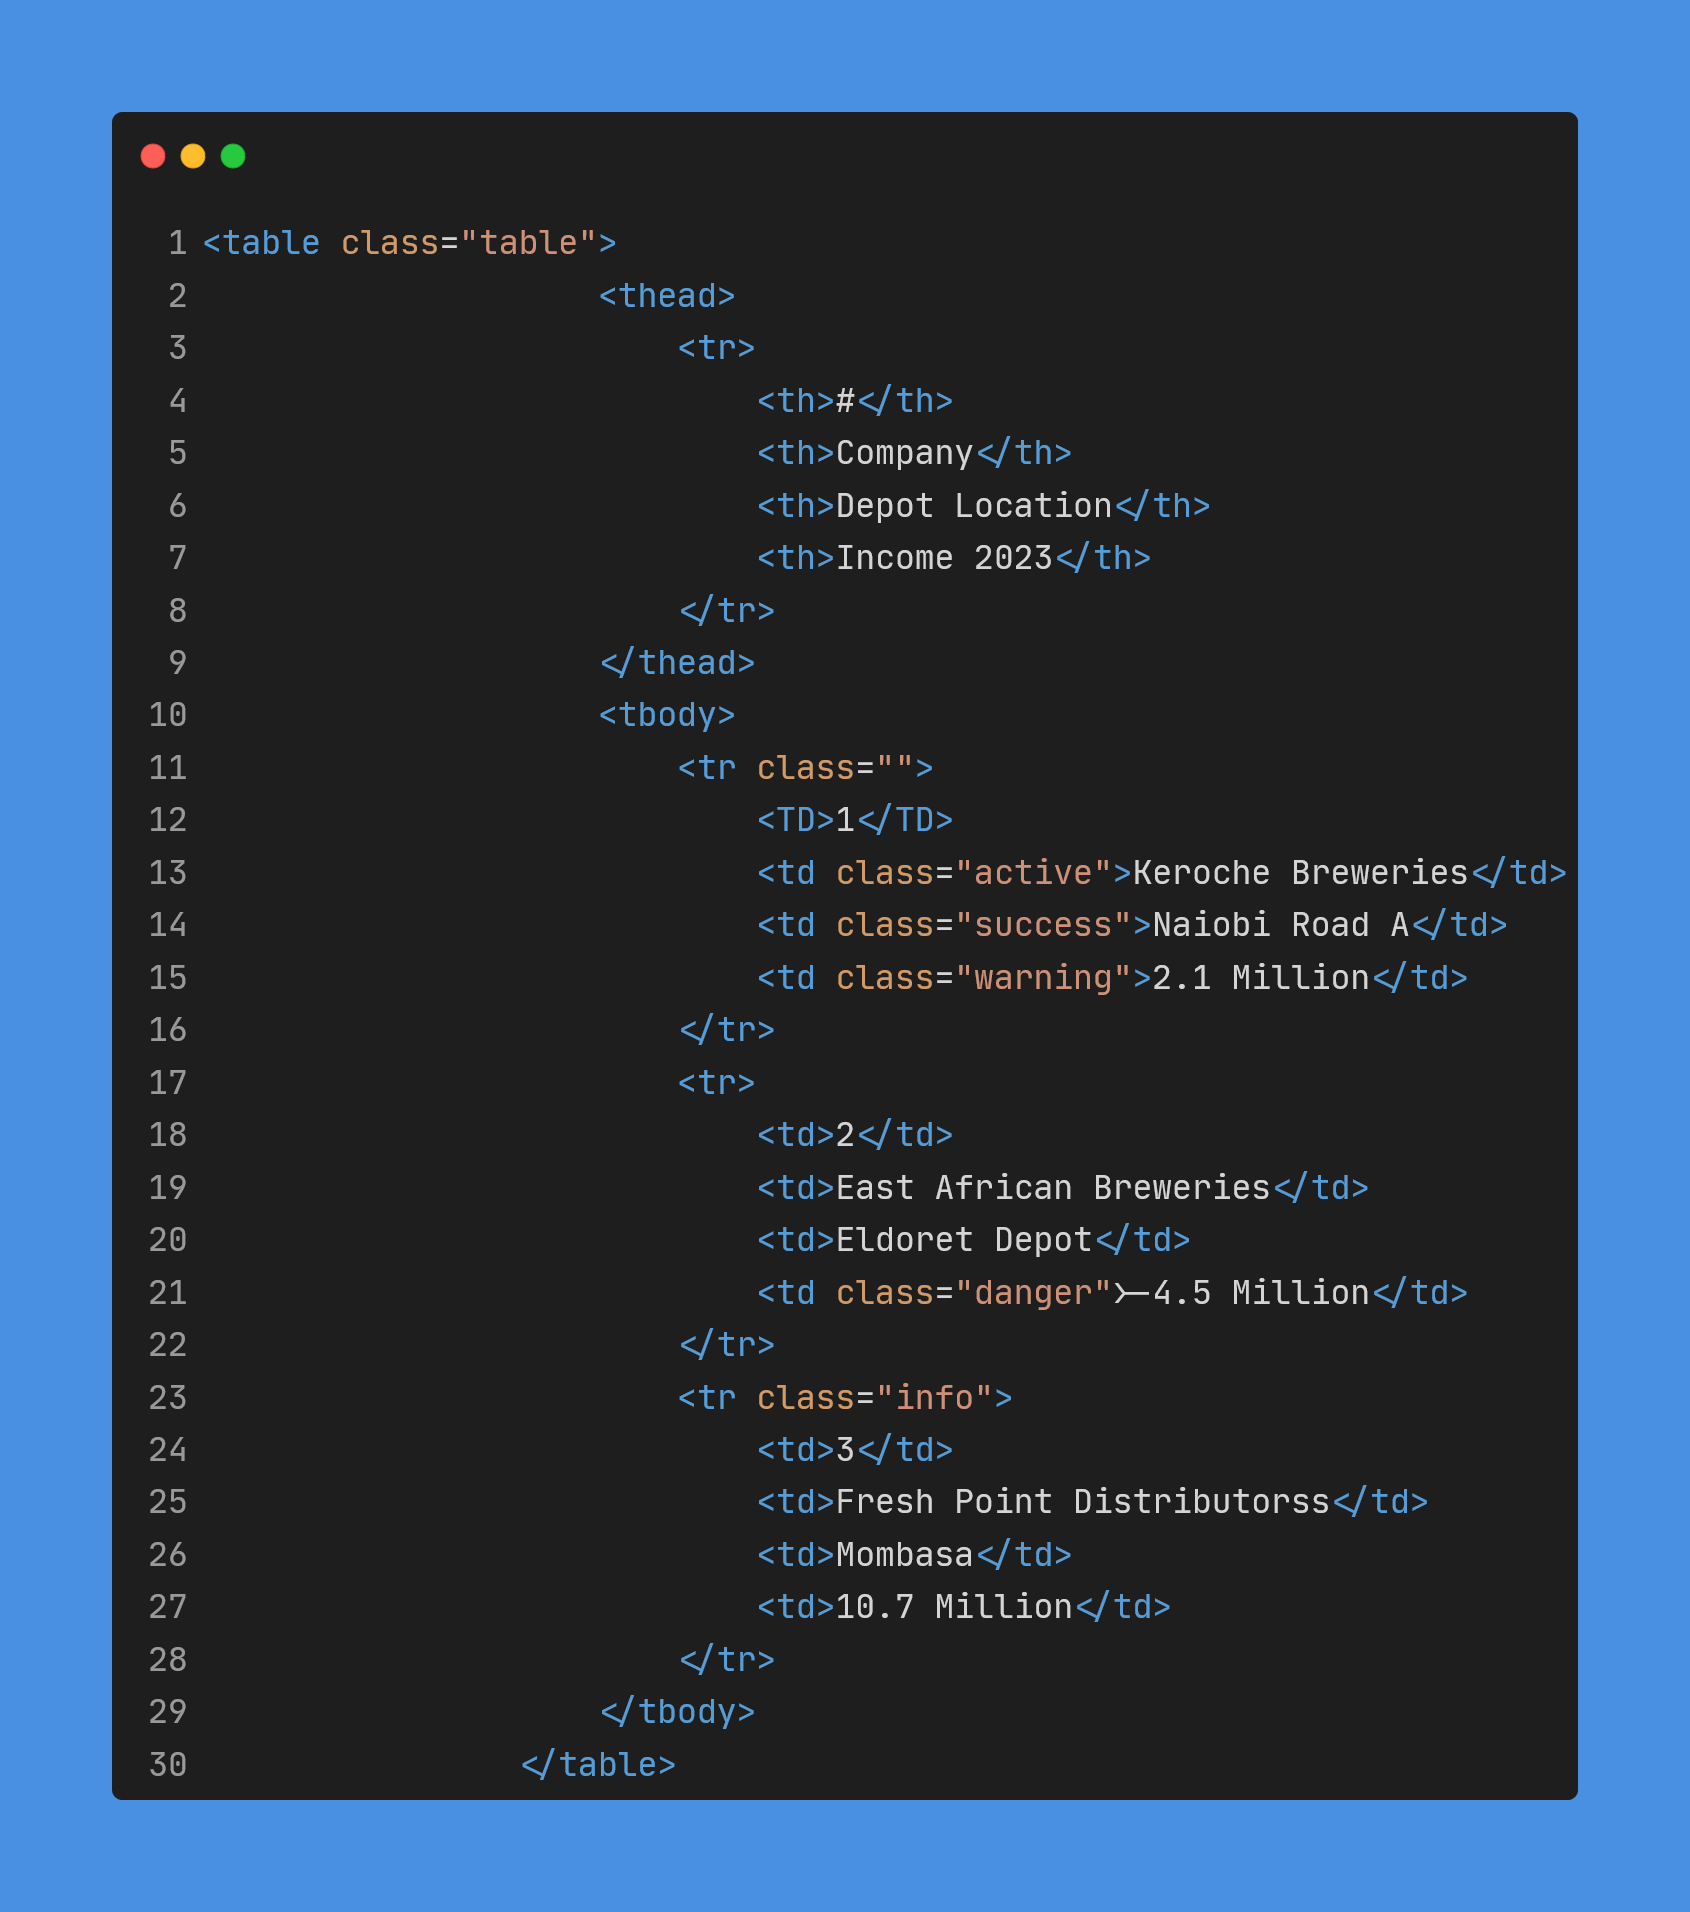 1 <table class="table">
2 <thead>
3 <tr>
4 <th>#</th>
5 <th>Company</th>
6 <th>Depot Location</th>
7 <th>Income 2023</th>
8 </tr>
9 </thead>
10 <tbody>
11 <tr class="">
12 <TD>1</TD>
13 <td class="active">Keroche Breweries</td>
14 <td class="success">Naiobi Road A</td>
15 <td class="warning">2.1 Million</td>
16 </tr>
17 <tr>
18 <td>2</td>
19 <td>East African Breweries</td>
20 <td>Eldoret Depot</td>
21 <td class="danger">-4.5 Million</td>
22 </tr>
23 <tr class="info">
24 <td>3</td>
25 <td>Fresh Point Distributorss</td>
26 <td>Mombasa</td>
27 <td>10.7 Million</td>
28 </tr>
29 </tbody>
30 </table>